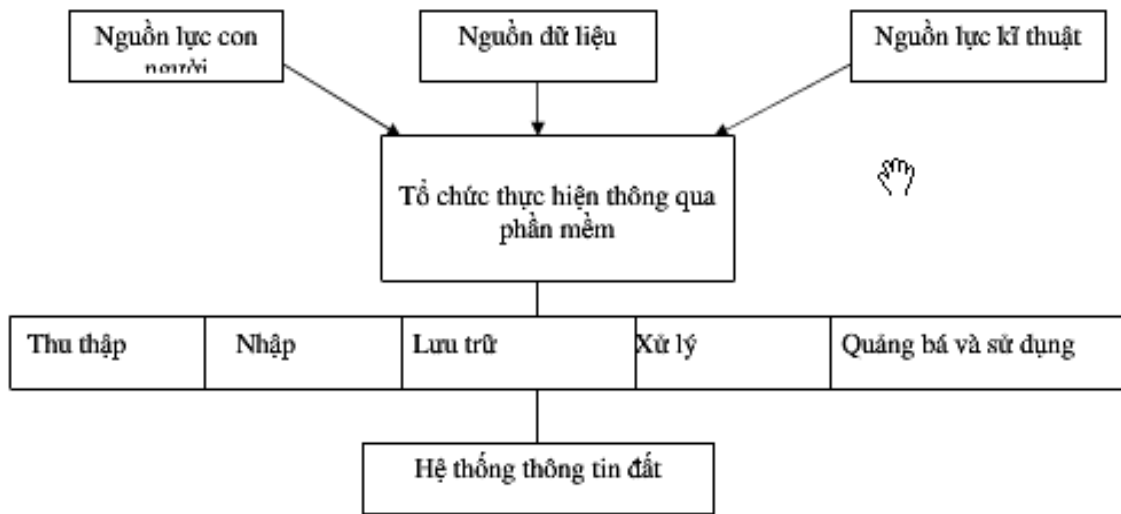 Nguồn lực con
người
Nguồn dữ liệu
Nguồn lực kĩ thuật
Tổ chức thực hiện thông qua
phần mềm
Thu thập
Nhập
Lưu trữ
Xử lý
Quảng bá và sử dụng
Hệ thống thông tin đất